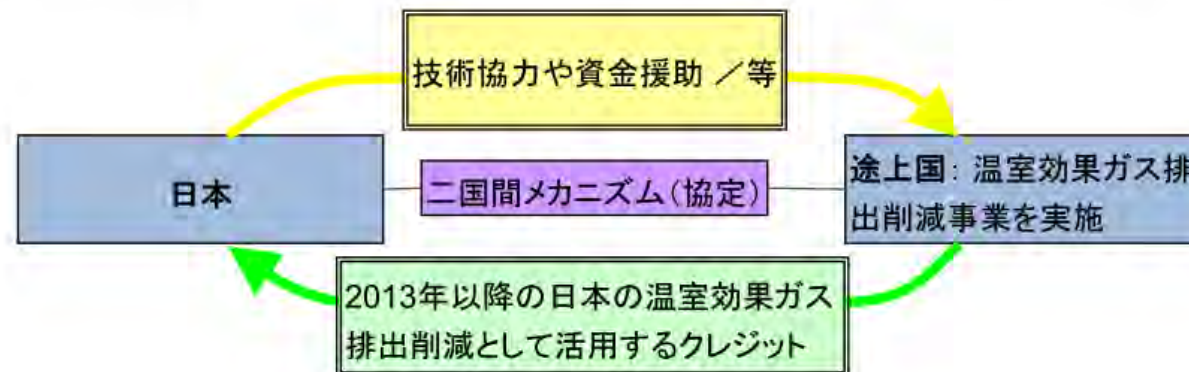 技術協力や資金援助 ／等
日本
二国間メカニズム（協定）
途上国： 温室効果ガス排
出削減事業を実施
2013年以降の日本の温室効果ガス
排出削減として活用するクレジット